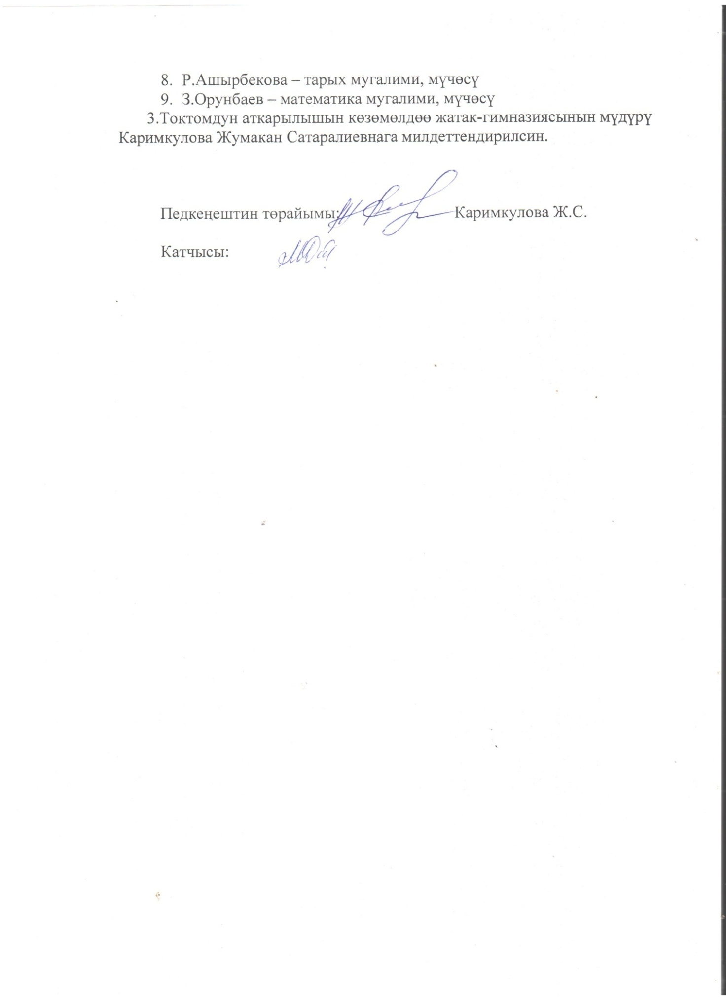 8. Р.Ашырбекова – тарых мугалими, мүчөсү
9. З.Орунбаев – математика мугалими, мүчөсү
3.Токтомдун аткарылышын көзөмөлдөө жатак-гимназиясынын мүдүрү
Каримкулова Жумакан Сатаралиевнага милдеттендирилсин.
Педкеңештин төрайымы: Каримкулова Ж.С.
Катчысы: